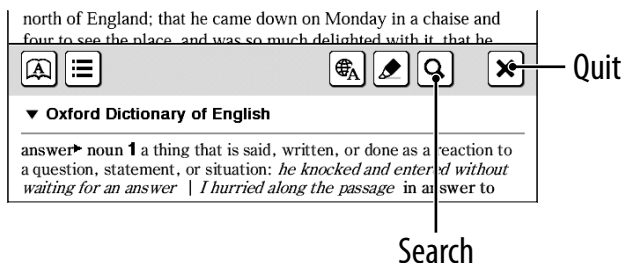 north of England; that he came down on Monday in a chaise and
four to see the place, and was so much delighted with it, that he
Quit
▼ Oxford Dictionary of English
answer▸ noun 1 a thing that is said, written, or done as a reaction to
a question, statement, or situation: he knocked and entered without
waiting for an answer | I hurried along the passage in answer to
Search